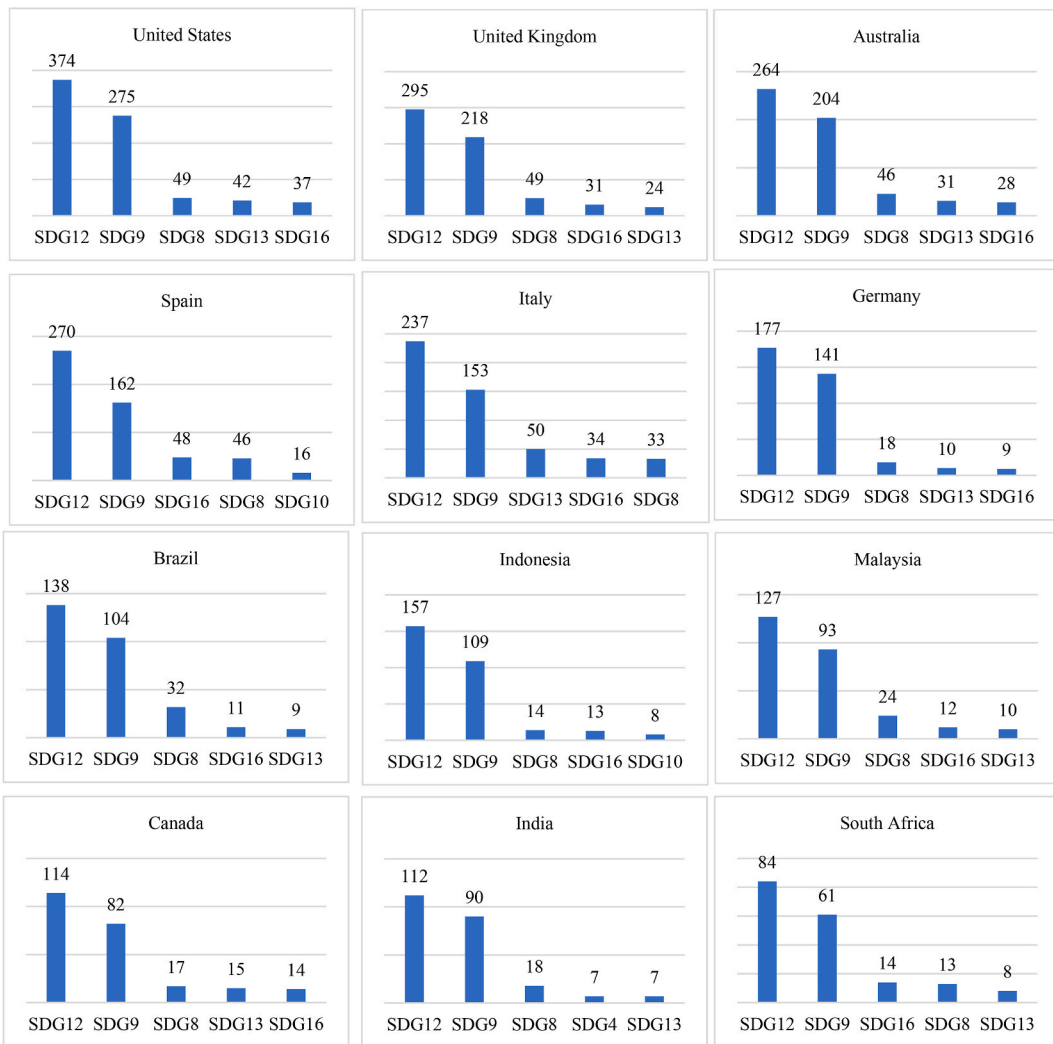 United States
374
275
49
42
37
SDG12 SDG9 SDG8 SDG13 SDG16
United Kingdom
295
218
49
31
24
SDG12 SDG9 SDG8 SDG16 SDG13
Australia
264
204
46
31
28
SDG12 SDG9 SDG8 SDG13 SDG16
Spain
270
162
48
46
16
SDG12 SDG9 SDG16 SDG8 SDG10
Italy
237
153
50
34
33
SDG12 SDG9 SDG13 SDG16 SDG8
Germany
177
141
18
10
9
SDG12 SDG9 SDG8 SDG13 SDG16
Brazil
138
104
32
11
9
SDG12 SDG9 SDG8 SDG16 SDG13
Indonesia
157
109
14
13
8
SDG12 SDG9 SDG8 SDG16 SDG10
Malaysia
127
93
24
12
10
SDG12 SDG9 SDG8 SDG16 SDG13
Canada
114
82
17
15
14
SDG12 SDG9 SDG8 SDG13 SDG16
India
112
90
18
7
7
SDG12 SDG9 SDG8 SDG4 SDG13
South Africa
84
61
14
13
8
SDG12 SDG9 SDG16 SDG8 SDG13